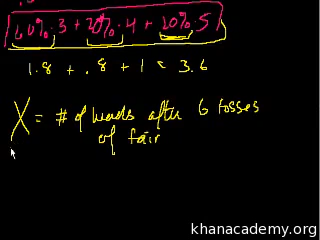 60%·3 + 20%·4 + 20%·5
1.8 + .8 + 1 = 3.6
X = # of heads after 6 tosses
of fair
khanacademy.org